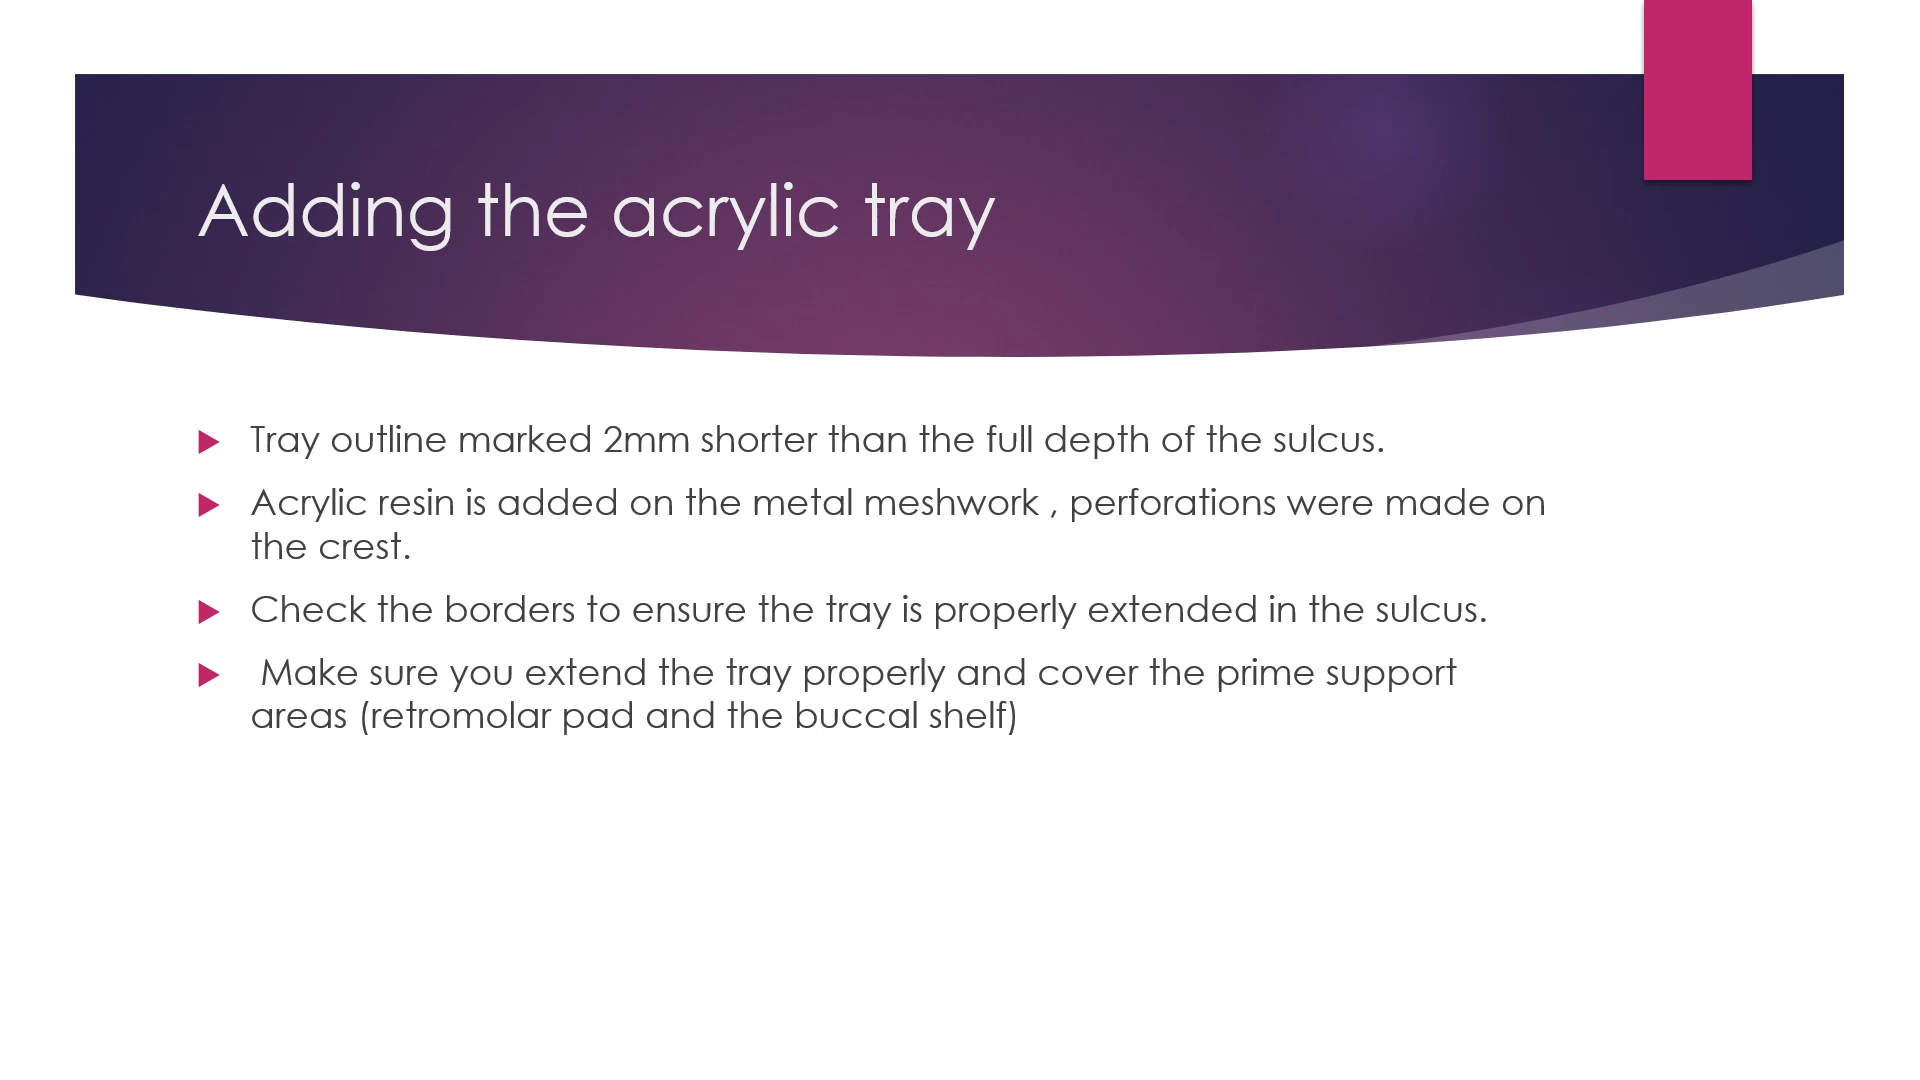 Adding the acrylic tray
Tray outline marked 2mm shorter than the full depth of the sulcus.
Acrylic resin is added on the metal meshwork , perforations were made on
the crest.
Check the borders to ensure the tray is properly extended in the sulcus.
Make sure you extend the tray properly and cover the prime support
areas (retromolar pad and the buccal shelf)